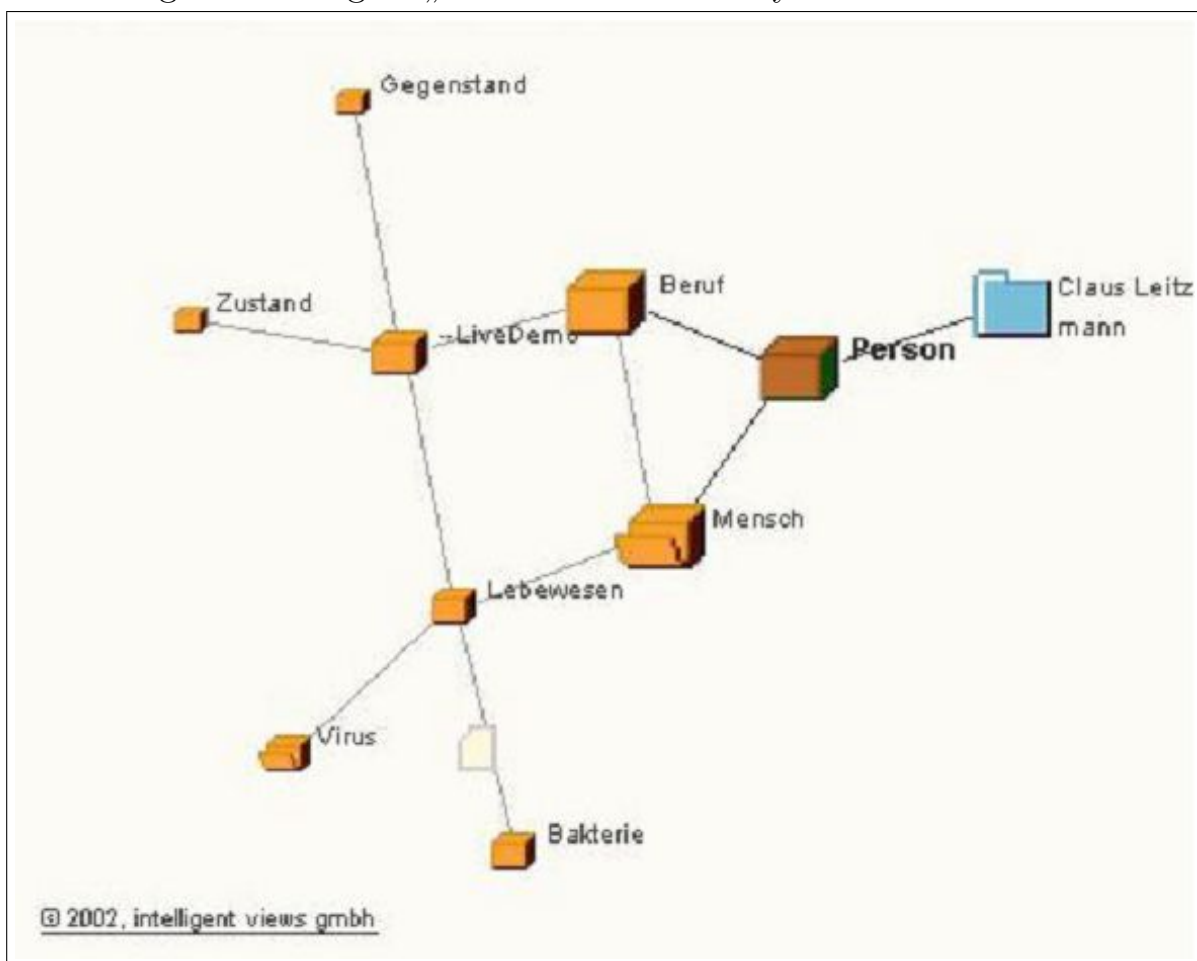 Gegenstand
Zustand
Beruf
Claus Leitz
mann
~LiveDemo
Person
Mensch
Lebewesen
Virus
Bakterie
© 2002, intelligent views gmbh